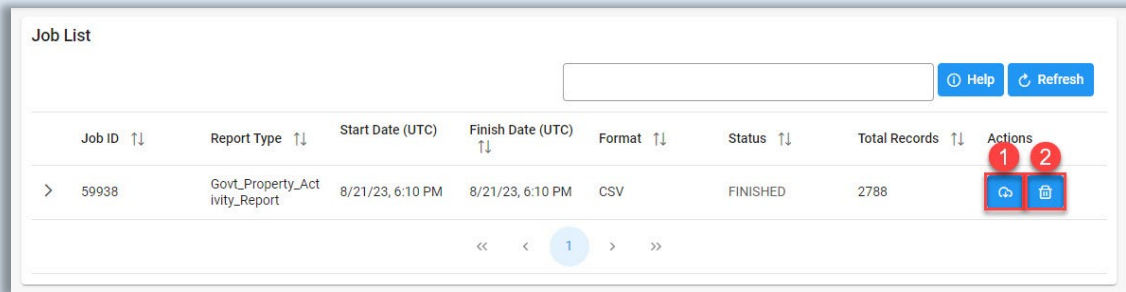 Job List
Help Refresh
Job ID Report Type Start Date (UTC) Finish Date (UTC) Format Status Total Records Actions
1 2
59938 Govt_Property_Act
ivity_Report 8/21/23, 6:10 PM 8/21/23, 6:10 PM CSV FINISHED 2788
<< < 1 > >>